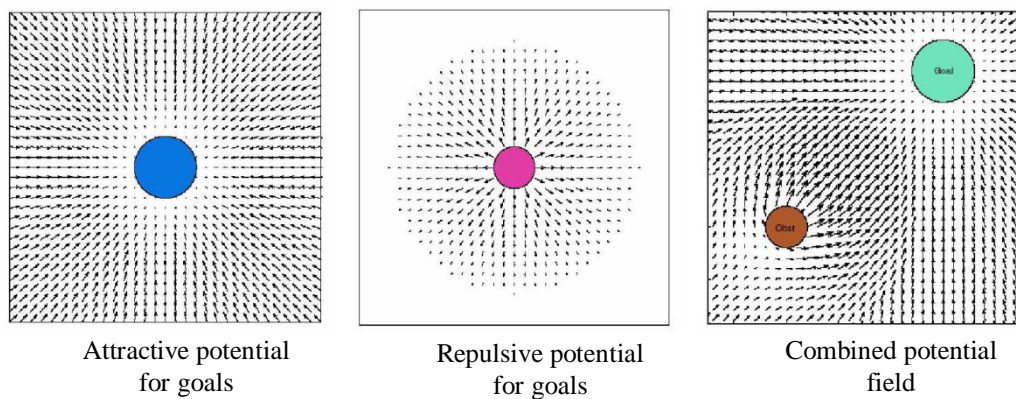 Goal
Obst
Attractive potential
for goals
Repulsive potential
for goals
Combined potential
field